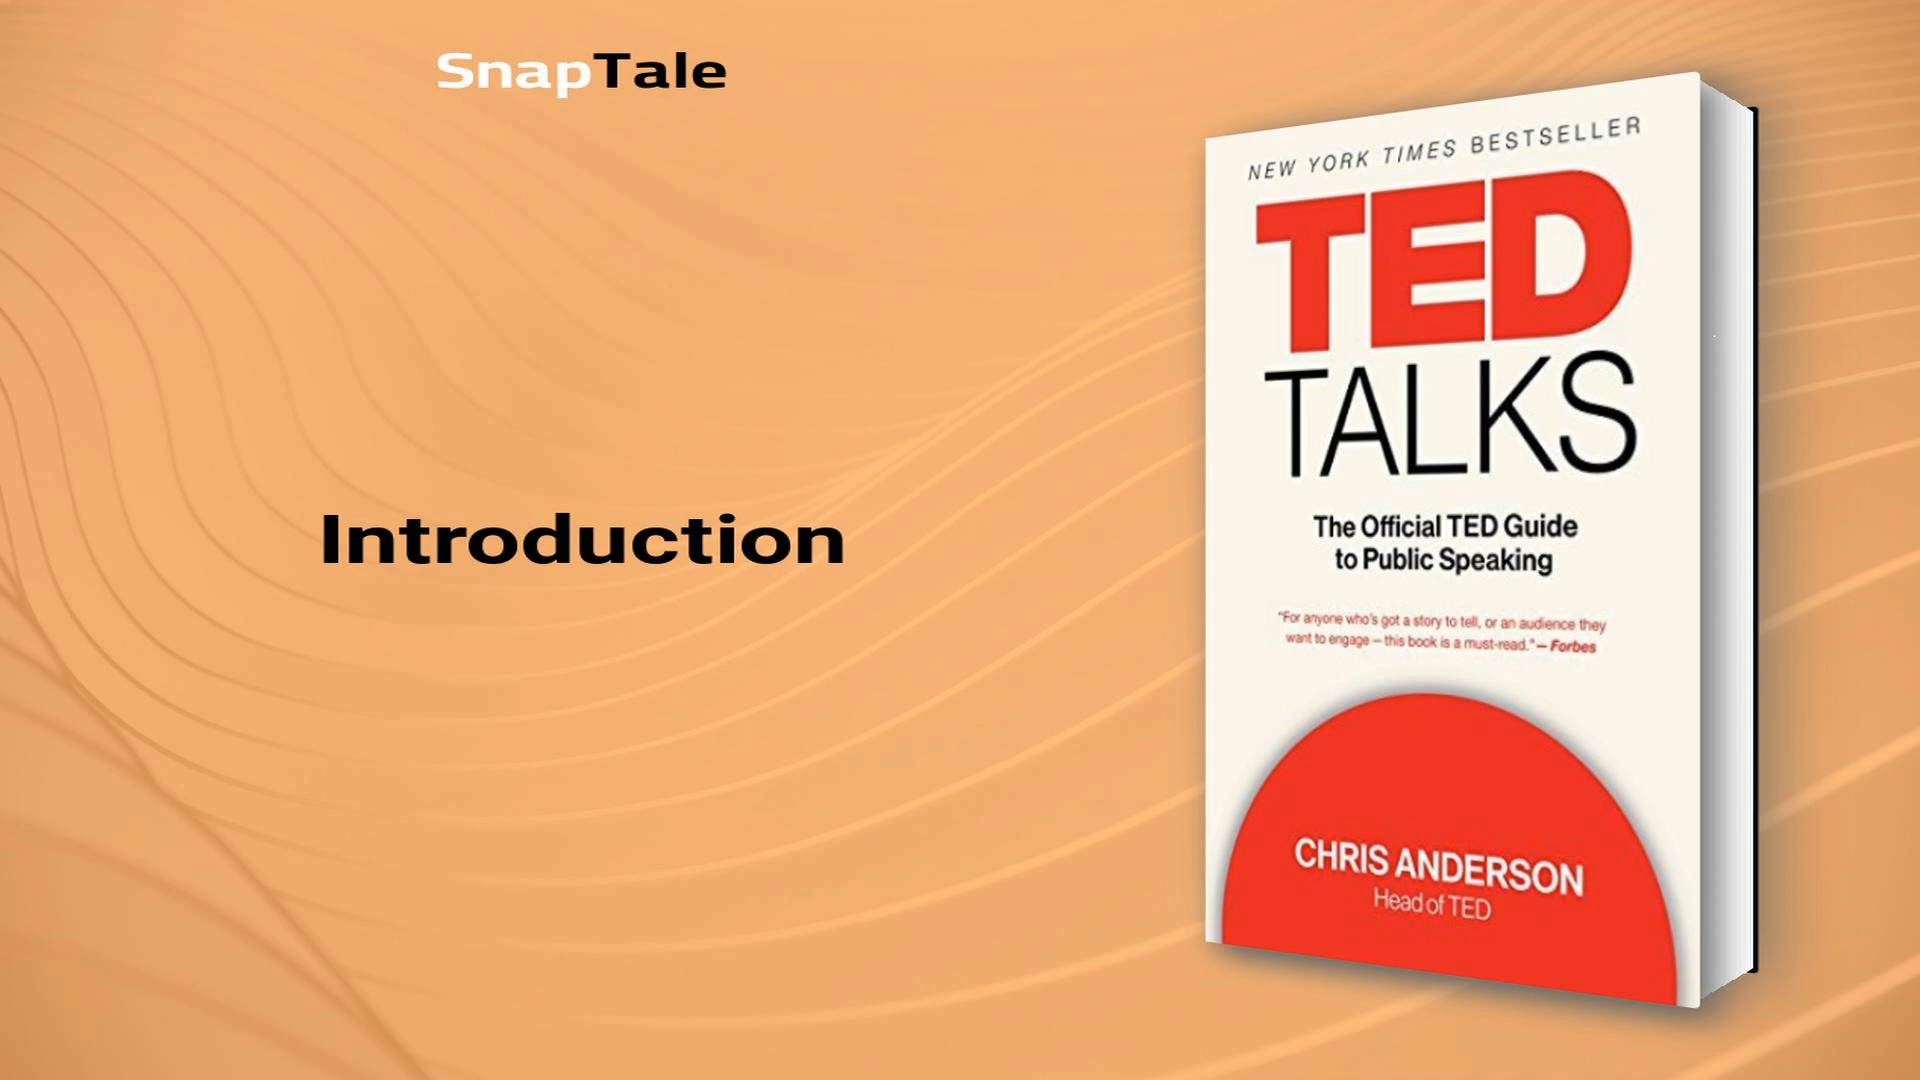 SnapTale
Introduction
NEW YORK TIMES BESTSELLER
TED
TALKS
The Official TED Guide
to Public Speaking
"For anyone who's got a story to tell, or an audience they
want to engage — this book is a must-read." — Forbes
CHRIS ANDERSON
Head of TED